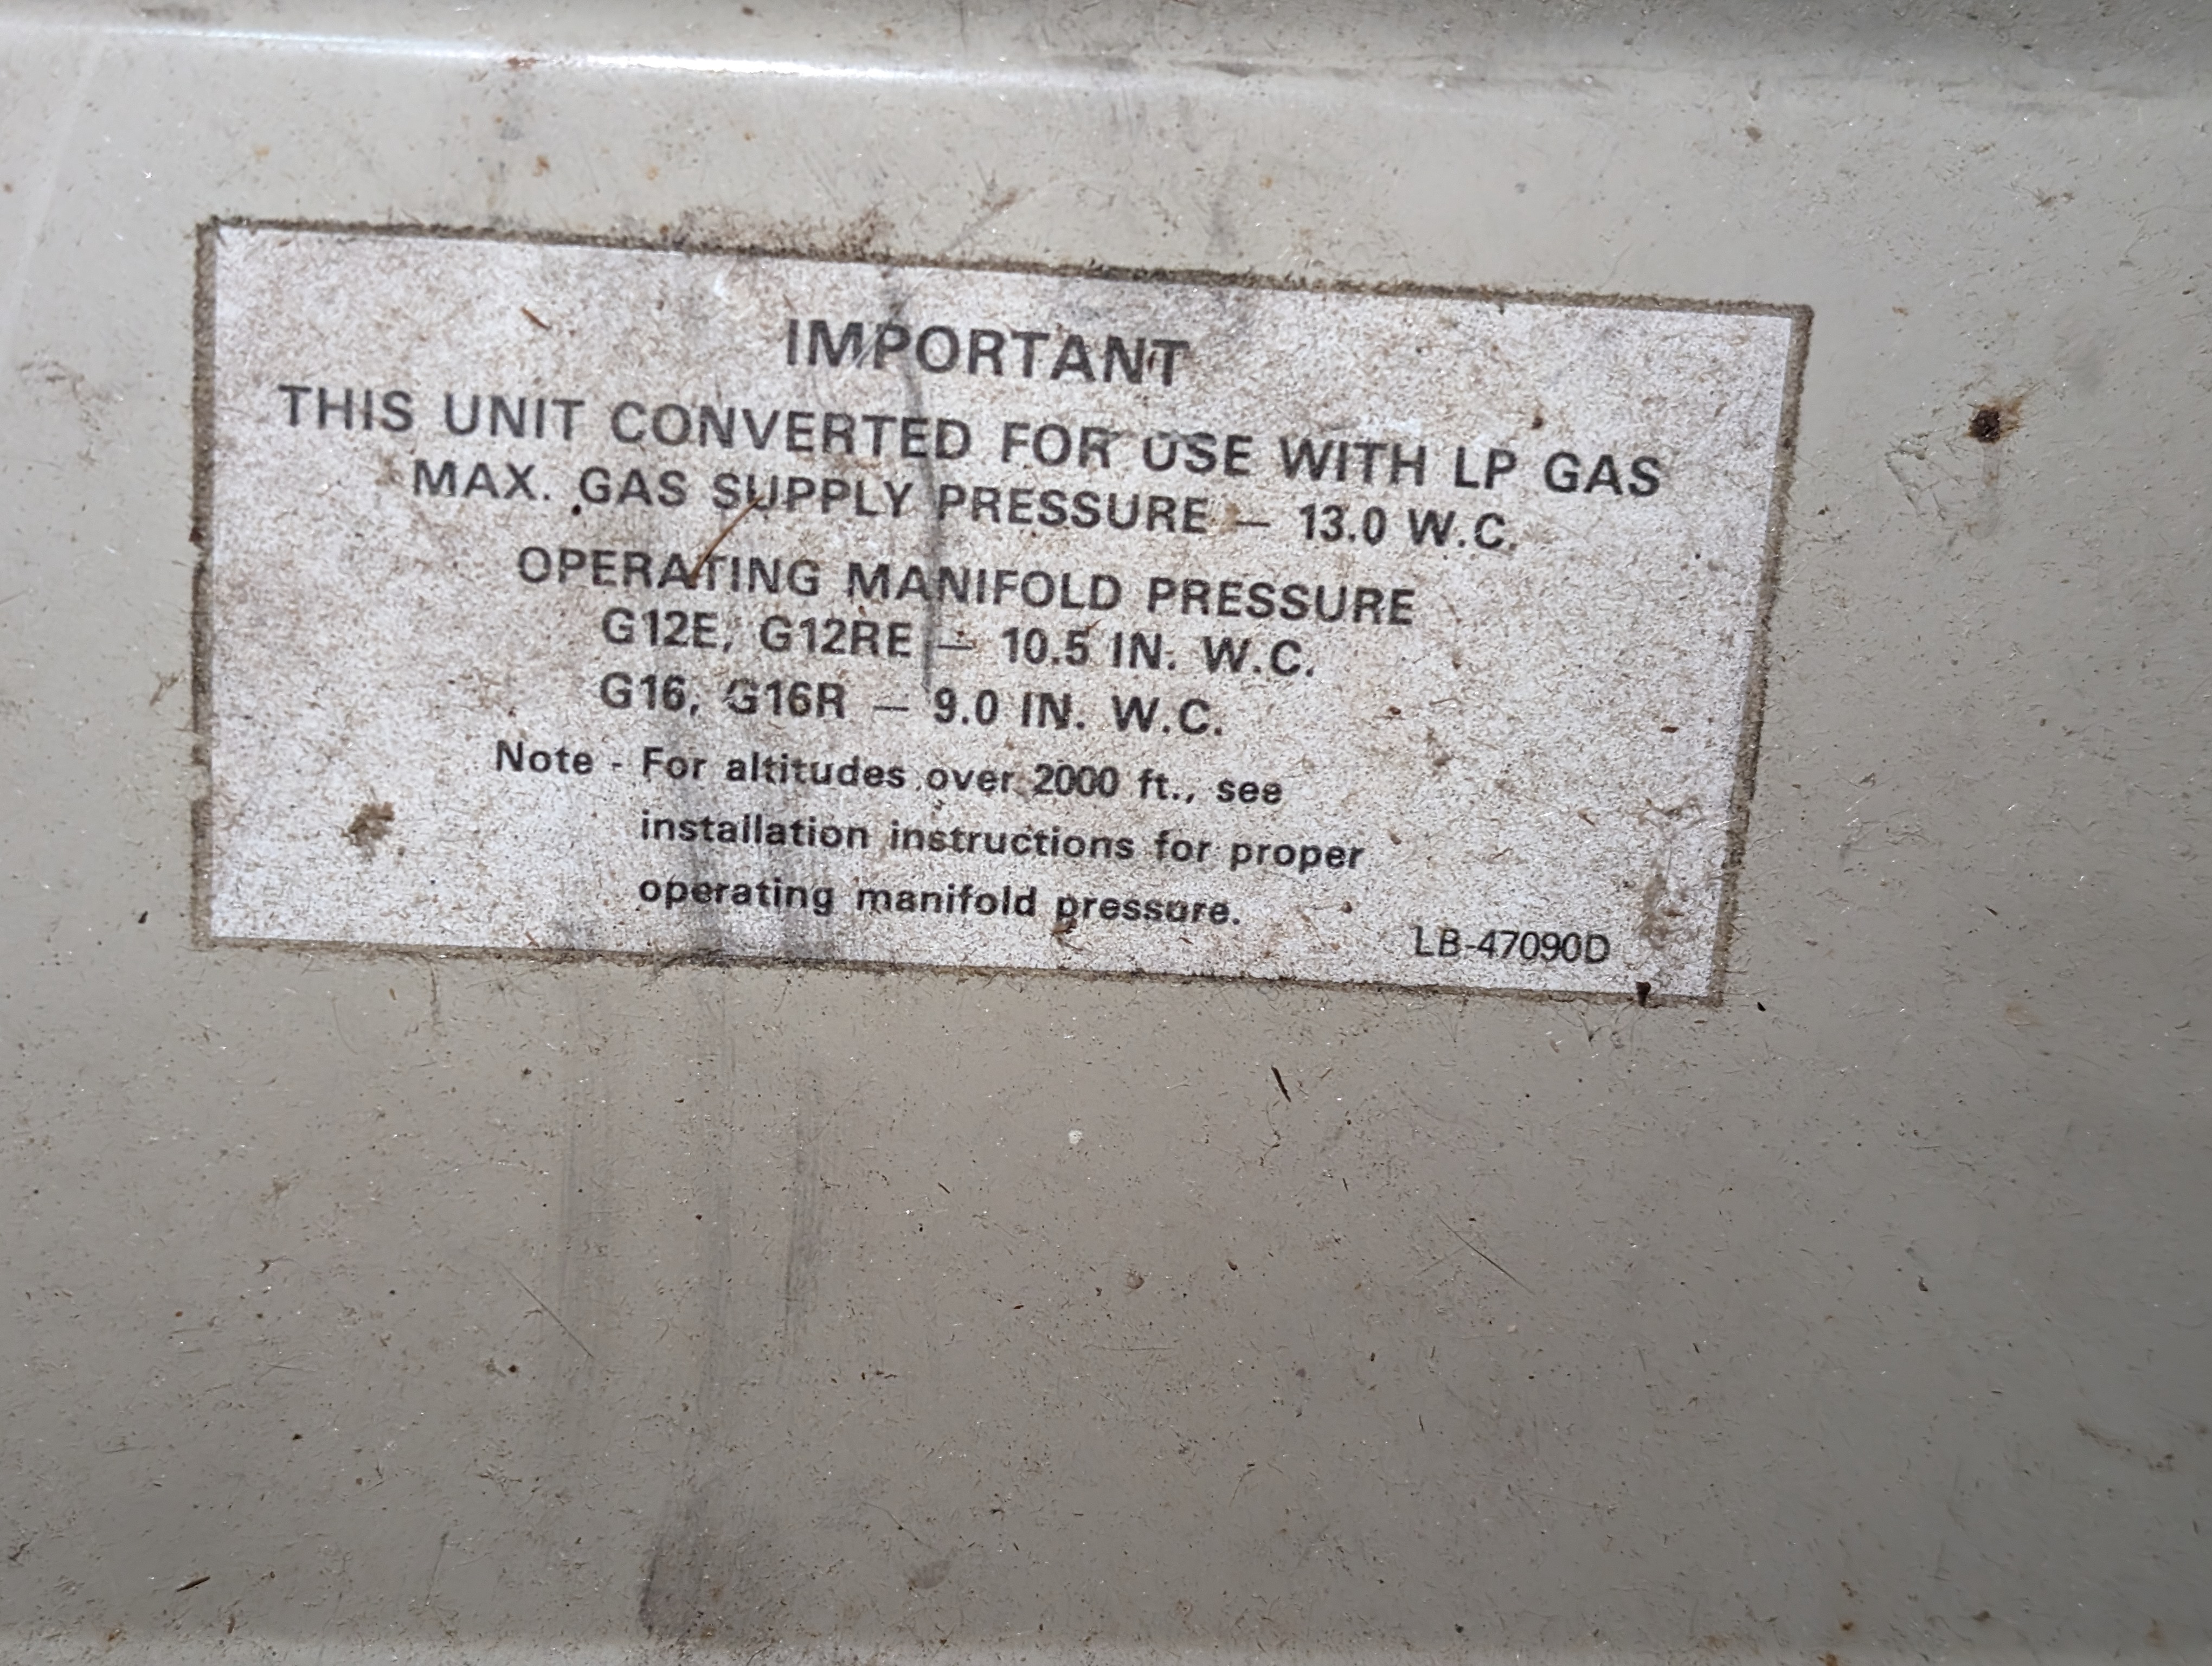 IMPORTANT
THIS UNIT CONVERTED FOR USE WITH LP GAS
MAX. GAS SUPPLY PRESSURE — 13.0 W.C.
OPERATING MANIFOLD PRESSURE
G12E, G12RE — 10.5 IN. W.C.
G16, G16R — 9.0 IN. W.C.
Note - For altitudes over 2000 ft., see
installation instructions for proper
operating manifold pressure.
LB-47090D